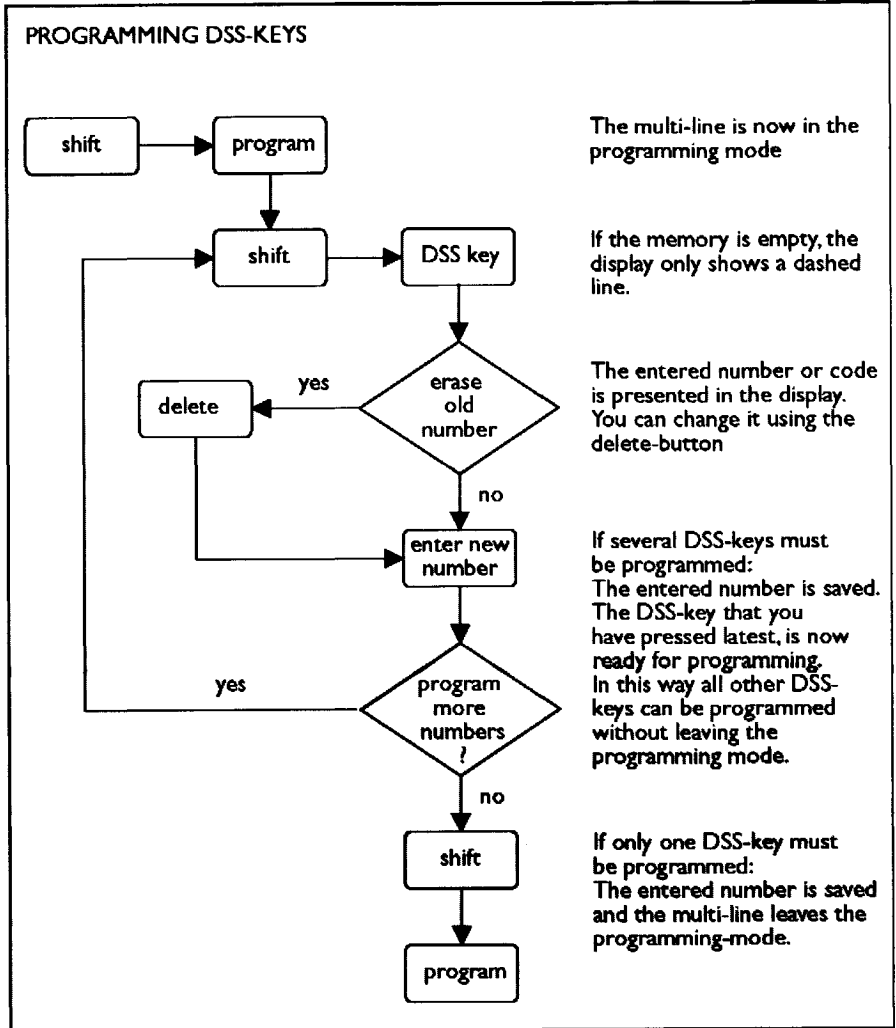 PROGRAMMING DSS-KEYS
shift
program
The multi-line is now in the
programming mode
shift
DSS key
If the memory is empty, the
display only shows a dashed
line.
yes
delete
erase
old
number
The entered number or code
is presented in the display.
You can change it using the
delete-button
no
enter new
number
If several DSS-keys must
be programmed:
The entered number is saved.
The DSS-key that you
have pressed latest, is now
ready for programming.
In this way all other DSS-
keys can be programmed
without leaving the
programming mode.
yes
program
more
numbers
?
no
shift
If only one DSS-key must
be programmed:
The entered number is saved
and the multi-line leaves the
programming-mode.
program